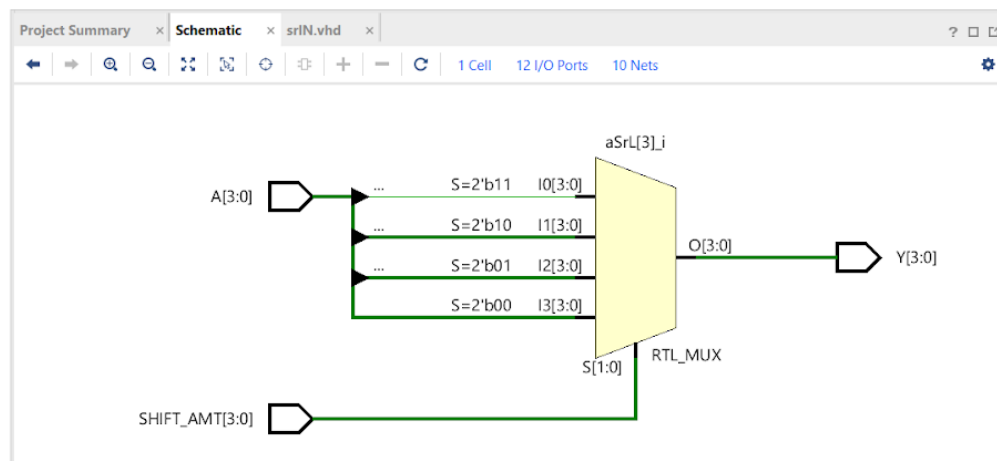 Project Summary × Schematic × srlN.vhd ×
?
1 Cell 12 I/O Ports 10 Nets
aSrL[3]_i
A[3:0] ... S=2'b11 I0[3:0]
... S=2'b10 I1[3:0]
O[3:0] Y[3:0]
... S=2'b01 I2[3:0]
S=2'b00 I3[3:0]
RTL_MUX
S[1:0]
SHIFT_AMT[3:0]